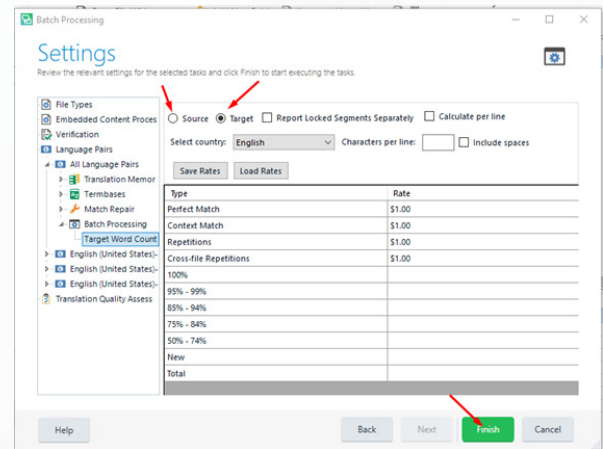 Batch Processing
Settings
Review the relevant settings for the selected tasks and click Finish to start executing the tasks.
File Types
Embedded Content Proces
Verification
Language Pairs
All Language Pairs
Translation Memor
Termbases
Match Repair
Batch Processing
Target Word Count
English (United States)-
English (United States)-
English (United States)-
Translation Quality Assess
Source Target Report Locked Segments Separately Calculate per line
Select country: English Characters per line: Include spaces
Save Rates Load Rates
Type Rate
Perfect Match $1.00
Context Match $1.00
Repetitions $1.00
Cross-file Repetitions $1.00
100%
95% - 99%
85% - 94%
75% - 84%
50% - 74%
New
Total
Help Back Next Finish Cancel